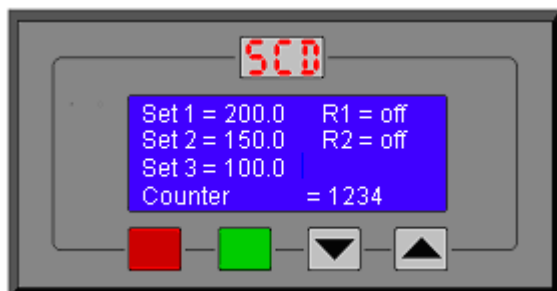 SCD
Set 1 = 200.0 R1 = off
Set 2 = 150.0 R2 = off
Set 3 = 100.0
Counter = 1234